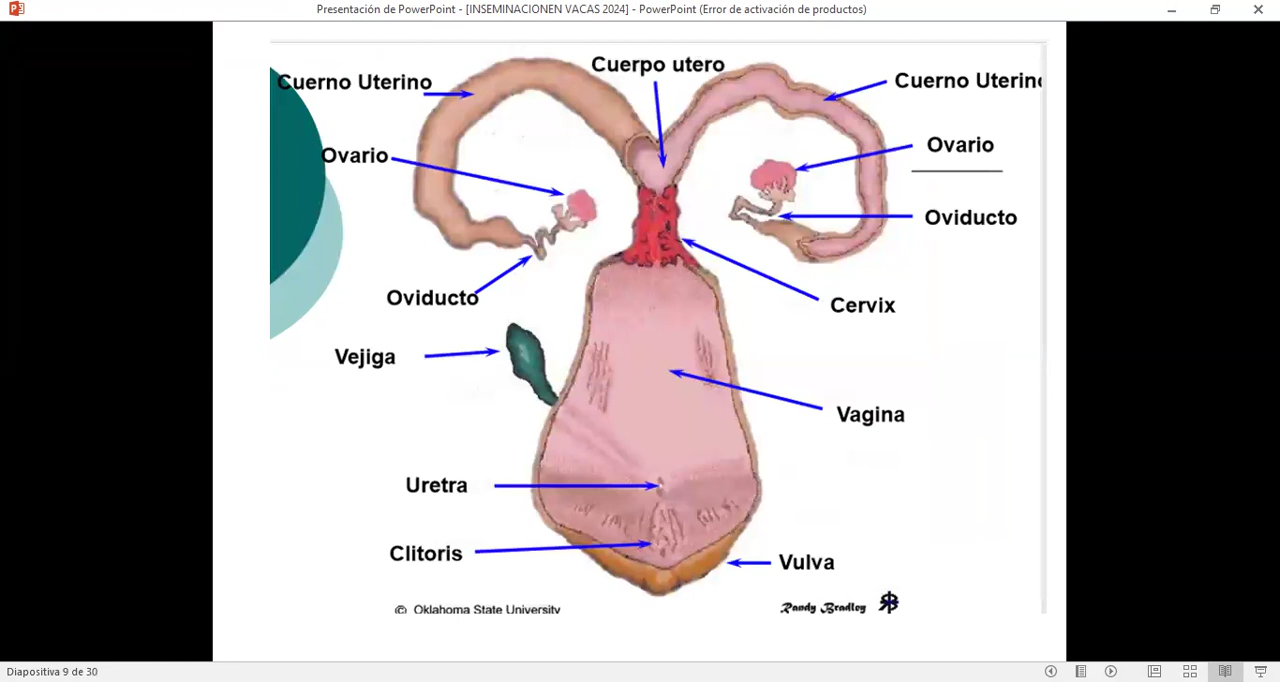 Presentación de PowerPoint - [INSEMINACIONEN VACAS 2024] - PowerPoint (Error de activación de productos)
Cuerpo utero
Cuerno Uterino
Cuerno Uterino
Ovario
Ovario
Oviducto
Oviducto
Cervix
Vejiga
Vagina
Uretra
Clitoris
Vulva
© Oklahoma State University
Randy Bradley
Diapositiva 9 de 30